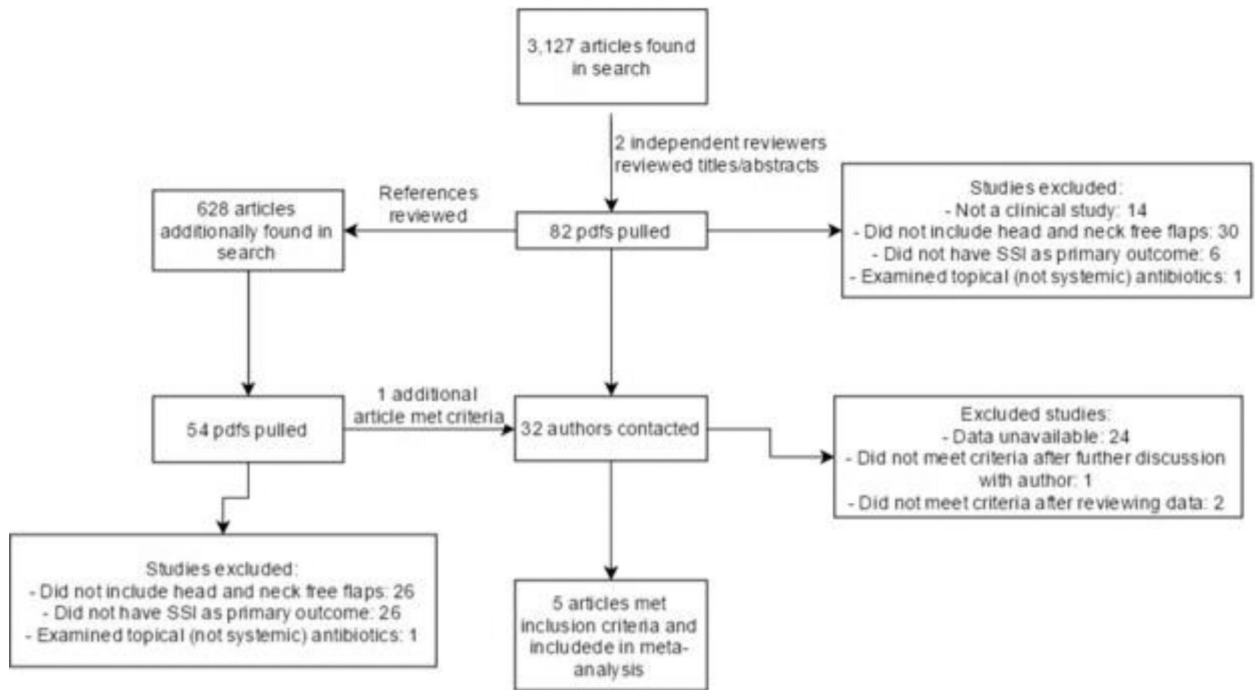 3,127 articles found
in search
2 independent reviewers
reviewed titles/abstracts
References
reviewed
628 articles
additionally found in
search
82 pdfs pulled
Studies excluded:
- Not a clinical study: 14
- Did not include head and neck free flaps: 30
- Did not have SSI as primary outcome: 6
- Examined topical (not systemic) antibiotics: 1
1 additional
article met criteria
54 pdfs pulled
32 authors contacted
Excluded studies:
- Data unavailable: 24
- Did not meet criteria after further discussion
with author: 1
- Did not meet criteria after reviewing data: 2
Studies excluded:
- Did not include head and neck free flaps: 26
- Did not have SSI as primary outcome: 26
- Examined topical (not systemic) antibiotics: 1
5 articles met
inclusion criteria and
includede in meta-
analysis